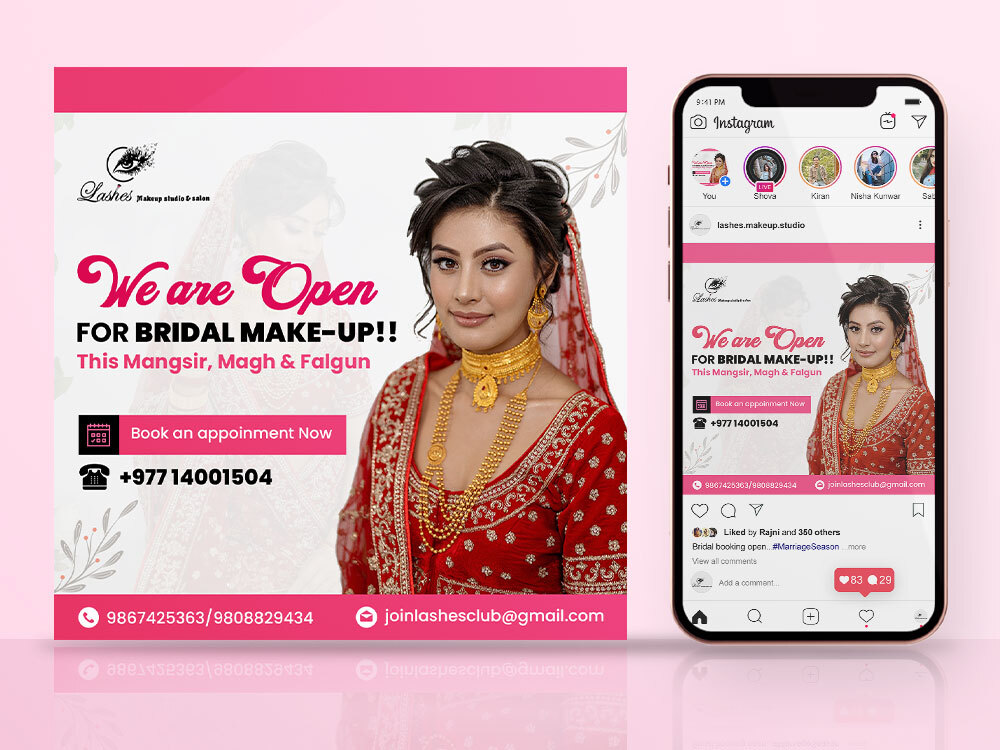 Lashes Makeup studio & salon
We are Open
FOR BRIDAL MAKE-UP!!
This Mangsir, Magh & Falgun
Book an appoinment Now
+977 14001504
9867425363/9808829434
joinlashesclub@gmail.com
9:41 PM
Instagram
LIVE
You Shova Kiran Nisha Kunwar Sab
lashes.makeup.studio
Lashes Makeup studio & salon
We are Open
FOR BRIDAL MAKE-UP!!
This Mangsir, Magh & Falgun
Book an appoinment Now
+977 14001504
9867425363/9808829434
joinlashesclub@gmail.com
Liked by Rajni and 350 others
Bridal booking open...#MarriageSeason ...more
View all comments
Add a comment...
83 29